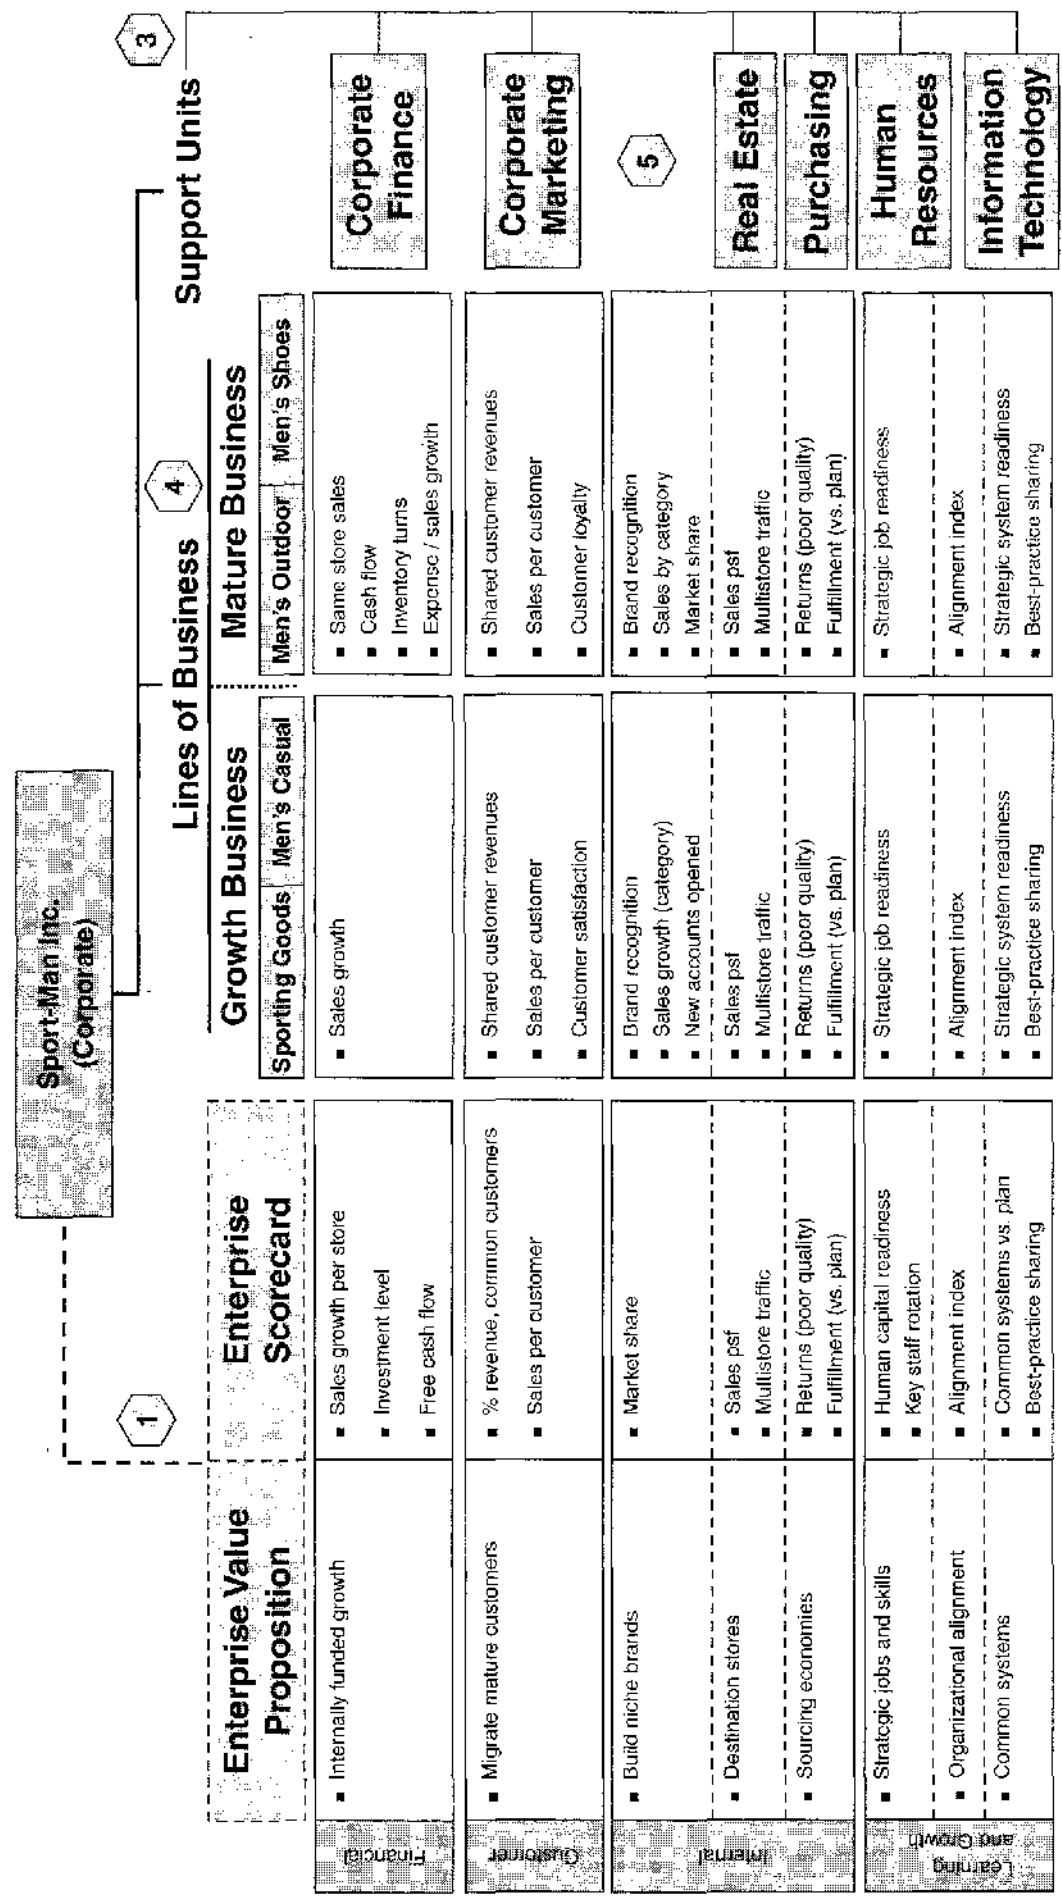 Sport-Man Inc.
(Corporate)
1
3
Enterprise Value
Proposition
Enterprise
Scorecard
Lines of Business
4
Support Units
Growth Business
Mature Business
Sporting Goods
Men's Casual
Men's Outdoor
Men's Shoes
Financial
▪ Internally funded growth
▪ Sales growth per store
▪ Investment level
▪ Free cash flow
▪ Sales growth
▪ Same store sales
▪ Cash flow
▪ Inventory turns
▪ Expense / sales growth
Corporate
Finance
Customer
▪ Migrate mature customers
▪ % revenue, common customers
▪ Sales per customer
▪ Shared customer revenues
▪ Sales per customer
▪ Customer satisfaction
▪ Shared customer revenues
▪ Sales per customer
▪ Customer loyalty
Corporate
Marketing
Internal
▪ Build niche brands
▪ Market share
▪ Brand recognition
▪ Sales growth (category)
▪ New accounts opened
▪ Brand recognition
▪ Sales by category
▪ Market share
5
▪ Destination stores
▪ Sales psf
▪ Multistore traffic
▪ Sales psf
▪ Multistore traffic
▪ Sales psf
▪ Multistore traffic
Real Estate
▪ Sourcing economies
▪ Returns (poor quality)
Fulfillment (vs. plan)
▪ Returns (poor quality)
▪ Fulfillment (vs. plan)
▪ Returns (poor quality)
▪ Fulfillment (vs. plan)
Purchasing
Learning
and Growth
▪ Strategic jobs and skills
▪ Human capital readiness
▪ Key staff rotation
▪ Strategic job readiness
▪ Strategic job readiness
Human
Resources
▪ Organizational alignment
▪ Alignment index
▪ Alignment index
▪ Alignment index
▪ Common systems
▪ Common systems vs. plan
▪ Best-practice sharing
▪ Strategic system readiness
▪ Best-practice sharing
▪ Strategic system readiness
▪ Best-practice sharing
Information
Technology